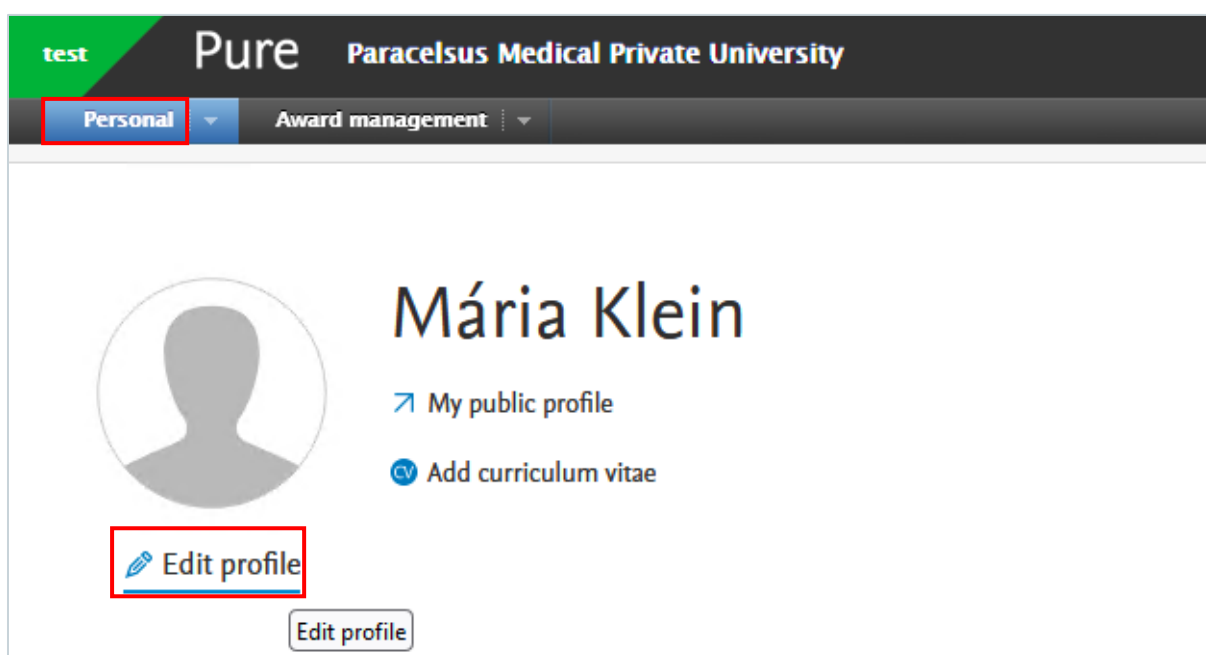 test Pure Paracelsus Medical Private University
Personal Award management
Mária Klein
My public profile
CV Add curriculum vitae
Edit profile
Edit profile